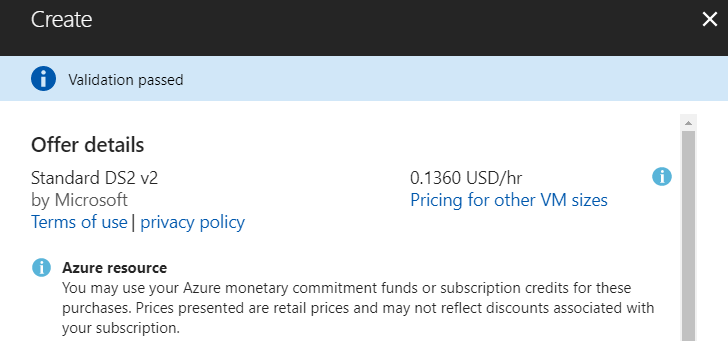 Create
Validation passed
Offer details
Standard DS2 v2
by Microsoft
Terms of use | privacy policy
0.1360 USD/hr
Pricing for other VM sizes
Azure resource
You may use your Azure monetary commitment funds or subscription credits for these
purchases. Prices presented are retail prices and may not reflect discounts associated with
your subscription.